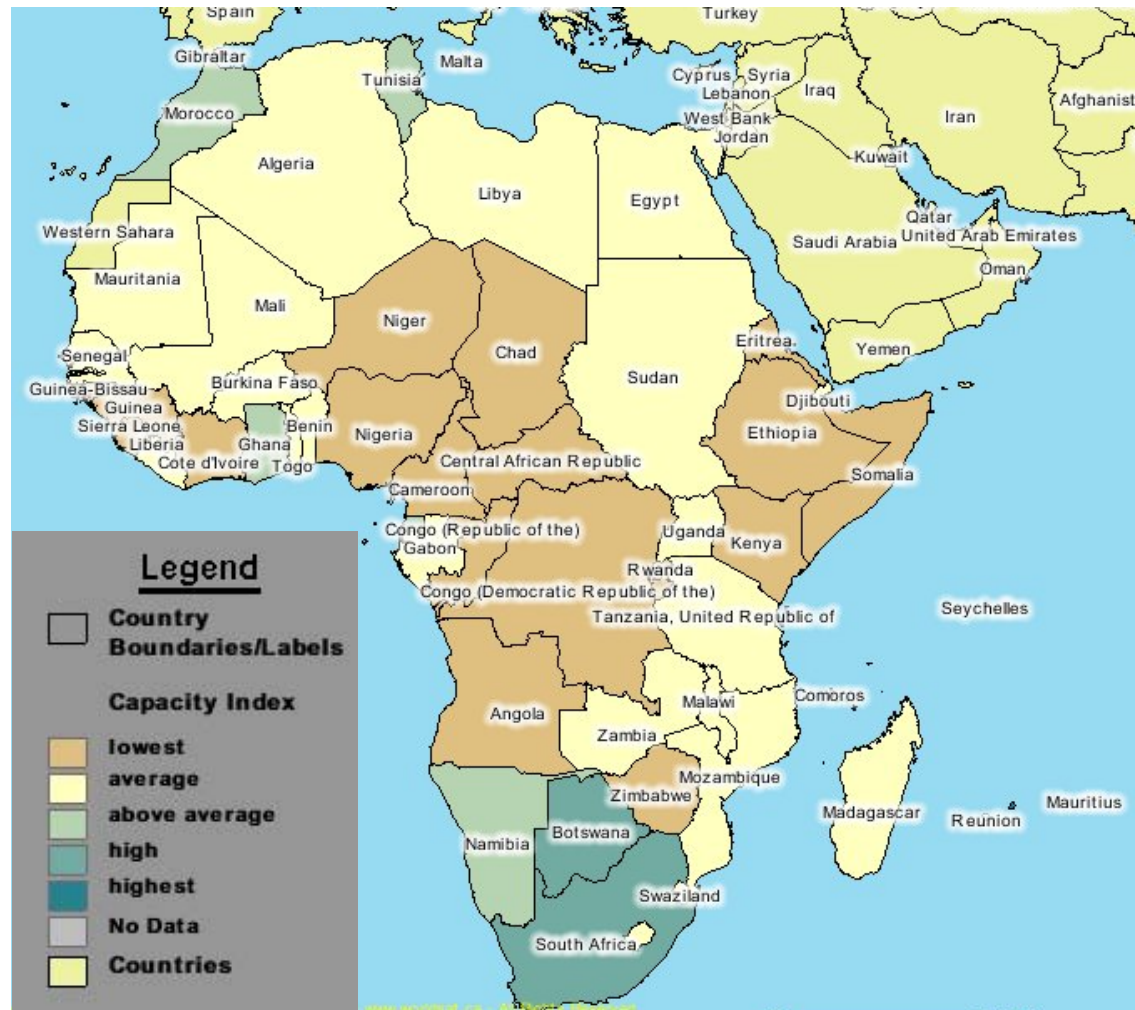 Spain
Turkey
Gibraltar
Malta
Tunisia
Cyprus
Syria
Lebanon
Iraq
Iran
Afghanist
Morocco
West Bank
Jordan
Kuwait
Algeria
Libya
Egypt
Qatar
United Arab Emirates
Saudi Arabia
Oman
Western Sahara
Mauritania
Mali
Niger
Chad
Sudan
Eritrea
Yemen
Senegal
Guinea-Bissau
Guinea
Burkina Faso
Djibouti
Sierra Leone
Liberia
Cote d'Ivoire
Ghana
Togo
Benin
Nigeria
Ethiopia
Central African Republic
Somalia
Cameroon
Congo (Republic of the)
Gabon
Uganda
Kenya
Rwanda
Congo (Democratic Republic of the)
Tanzania, United Republic of
Seychelles
Angola
Malawi
Comoros
Zambia
Mozambique
Zimbabwe
Madagascar
Reunion
Mauritius
Namibia
Botswana
Swaziland
South Africa
Legend
Country
Boundaries/Labels
Capacity Index
lowest
average
above average
high
highest
No Data
Countries